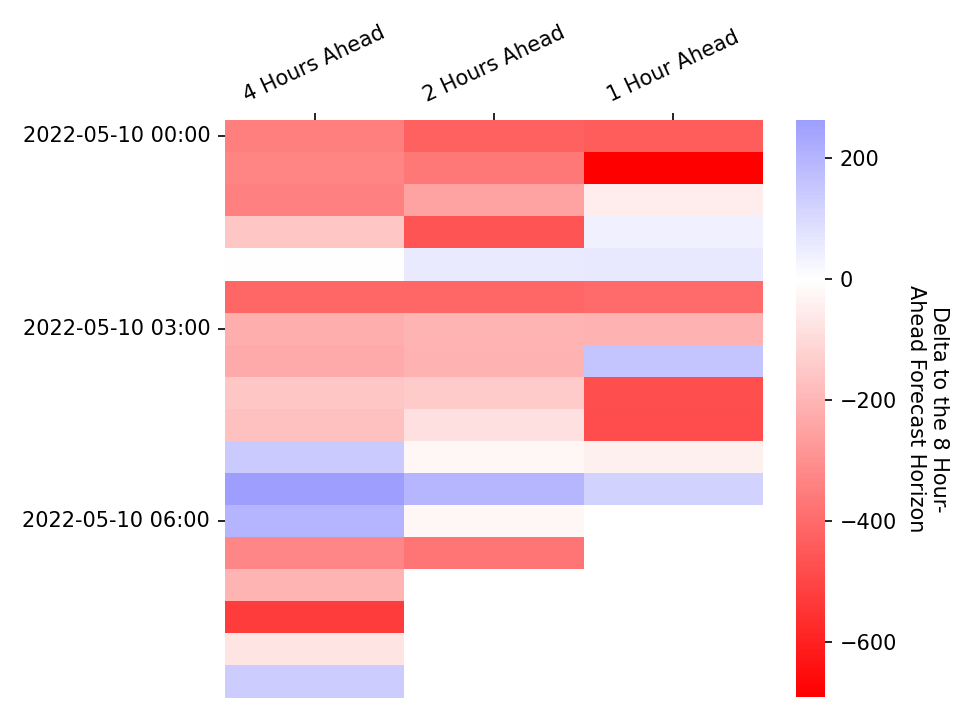 4 Hours Ahead
2 Hours Ahead
1 Hour Ahead
2022-05-10 00:00
2022-05-10 03:00
2022-05-10 06:00
200
0
−200
−400
−600
Delta to the 8 Hour-
Ahead Forecast Horizon